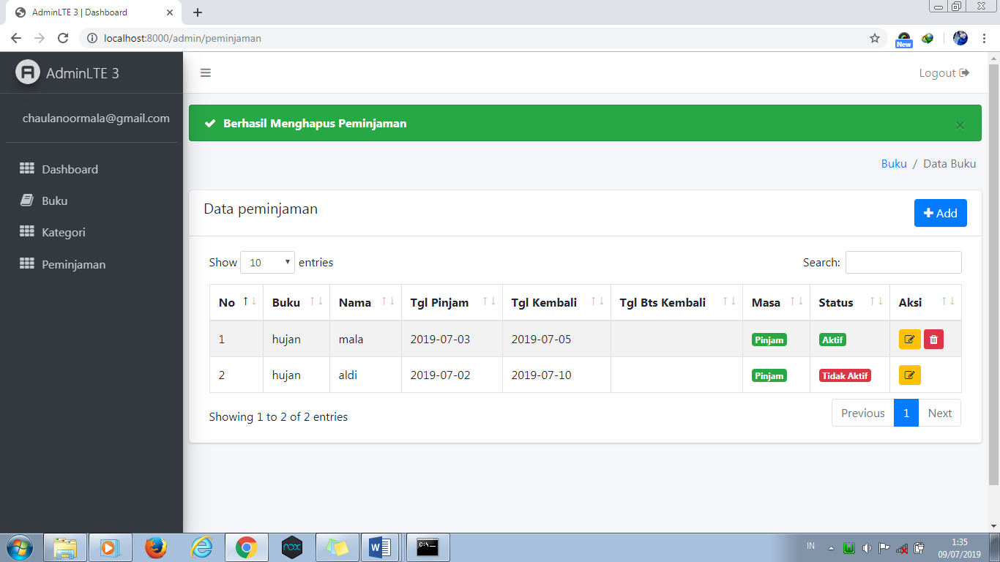 AdminLTE 3 | Dashboard
localhost:8000/admin/peminjaman
New
AdminLTE 3
Logout
chaulanoormala@gmail.com
Berhasil Menghapus Peminjaman
Buku / Data Buku
Dashboard
Buku
Kategori
Peminjaman
Data peminjaman
Add
Show 10 entries
Search:
No Buku Nama Tgl Pinjam Tgl Kembali Tgl Bts Kembali Masa Status Aksi
1 hujan mala 2019-07-03 2019-07-05 Pinjam Aktif
2 hujan aldi 2019-07-02 2019-07-10 Pinjam Tidak Aktif
Showing 1 to 2 of 2 entries
Previous 1 Next
nox
IN
1:35
09/07/2019